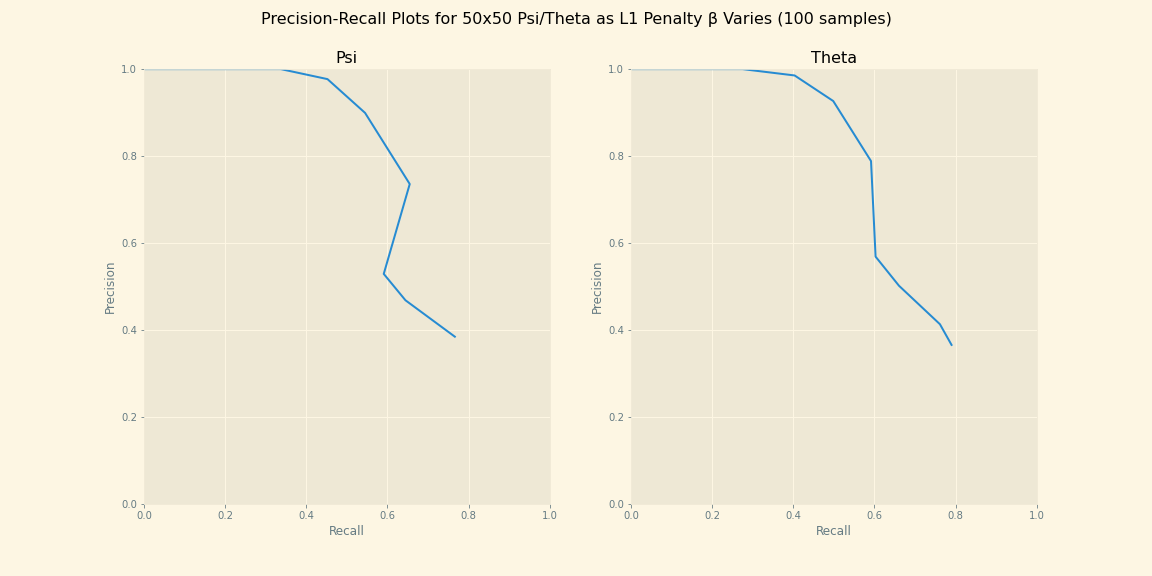 Precision-Recall Plots for 50x50 Psi/Theta as L1 Penalty β Varies (100 samples)
Psi
1.0
0.8
0.6
0.4
0.2
0.0
Precision
0.0 0.2 0.4 0.6 0.8 1.0
Recall
Theta
1.0
0.8
0.6
0.4
0.2
0.0
Precision
0.0 0.2 0.4 0.6 0.8 1.0
Recall